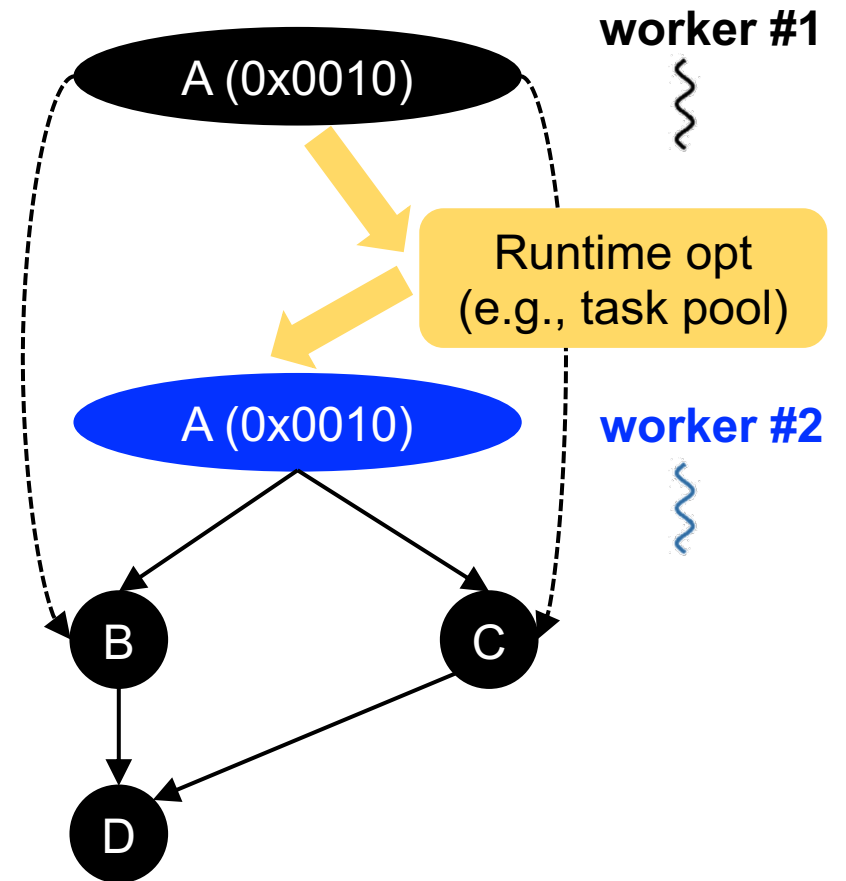 worker #1
A (0x0010)
Runtime opt
(e.g., task pool)
A (0x0010)
worker #2
B
C
D